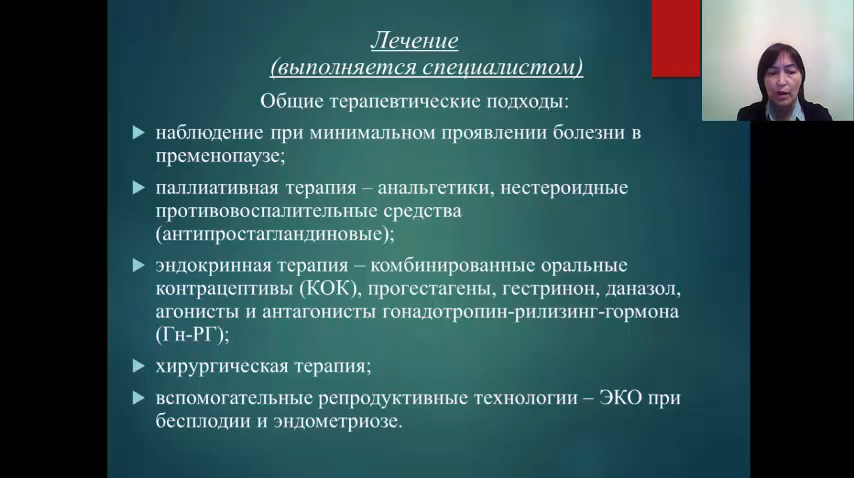 Лечение
(выполняется специалистом)
Общие терапевтические подходы:
наблюдение при минимальном проявлении болезни в
пременопаузе;
паллиативная терапия – анальгетики, нестероидные
противовоспалительные средства
(антипростагландиновые);
эндокринная терапия – комбинированные оральные
контрацептивы (КОК), прогестагены, гестринон, даназол,
агонисты и антагонисты гонадотропин-рилизинг-гормона
(Гн-РГ);
хирургическая терапия;
вспомогательные репродуктивные технологии – ЭКО при
бесплодии и эндометриозе.